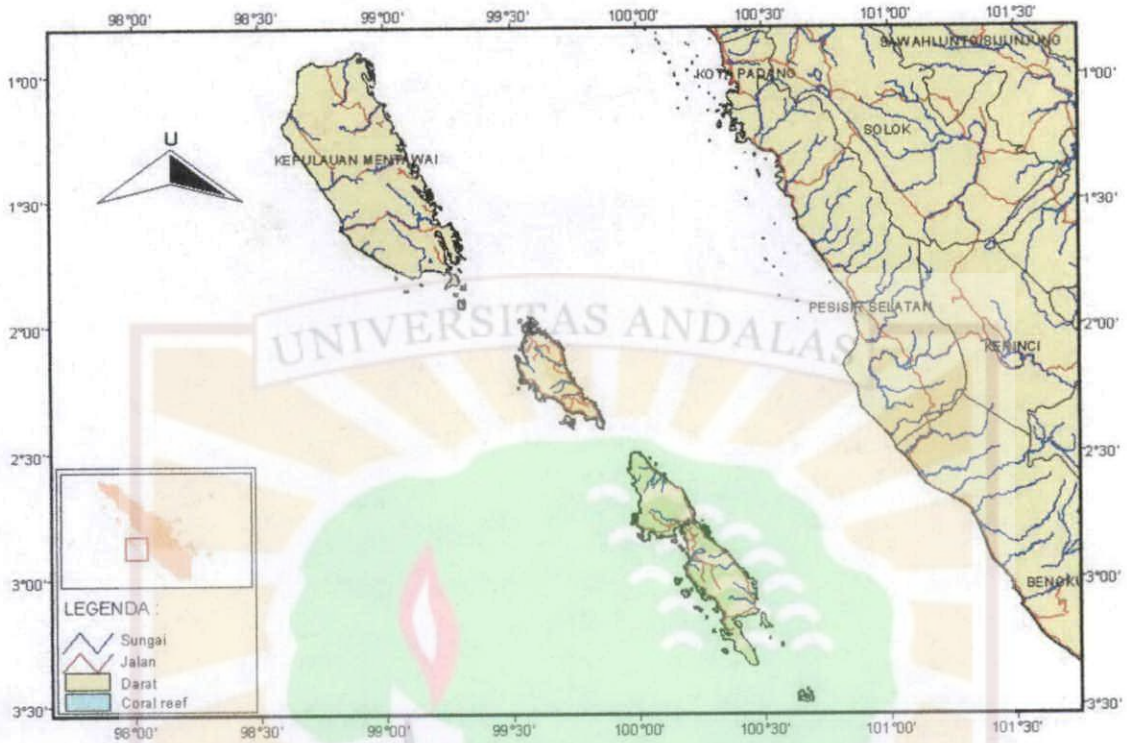 98°00' 98°30' 99°00' 99°30' 100°00' 100°30' 101°00' 101°30'
SAWAHLUNTO/SIJUNJUNG
KOTA PADANG
1°00' 1°00'
SOLOK
U
KEPULAUAN MENTAWAI
1°30' 1°30'
PESISIR SELATAN
2°00' 2°00'
UNIVERSITAS ANDALAS
KERINCI
2°30' 2°30'
3°00' 3°00'
BENGKU
LEGENDA :
Sungai
Jalan
Darat
Coral reef
3°30' 3°30'
98°00' 98°30' 99°00' 99°30' 100°00' 100°30' 101°00' 101°30'